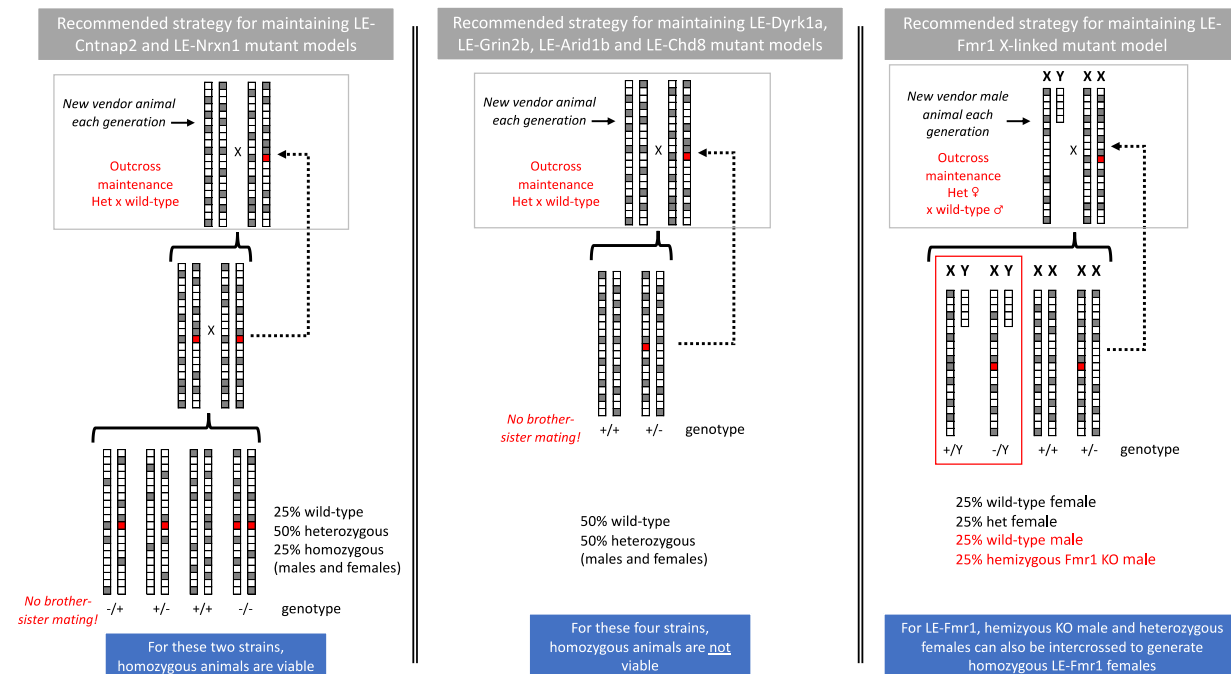 Recommended strategy for maintaining LE-
Cntnap2 and LE-Nrxn1 mutant models
New vendor animal
each generation
X
Outcross
maintenance
Het x wild-type
X
25% wild-type
50% heterozygous
25% homozygous
(males and females)
No brother-
sister mating!
-/+ +/- +/+ -/- genotype
For these two strains,
homozygous animals are viable
Recommended strategy for maintaining LE-Dyrk1a,
LE-Grin2b, LE-Arid1b and LE-Chd8 mutant models
New vendor animal
each generation
X
Outcross
maintenance
Het x wild-type
No brother-
sister mating!
+/+ +/- genotype
50% wild-type
50% heterozygous
(males and females)
For these four strains,
homozygous animals are not
viable
Recommended strategy for maintaining LE-
Fmr1 X-linked mutant model
X Y X X
New vendor male
animal each
generation
X
Outcross
maintenance
Het ♀
x wild-type ♂
X Y X Y X X X X
+/Y -/Y +/+ +/- genotype
25% wild-type female
25% het female
25% wild-type male
25% hemizygous Fmr1 KO male
For LE-Fmr1, hemizyous KO male and heterozygous
females can also be intercrossed to generate
homozygous LE-Fmr1 females